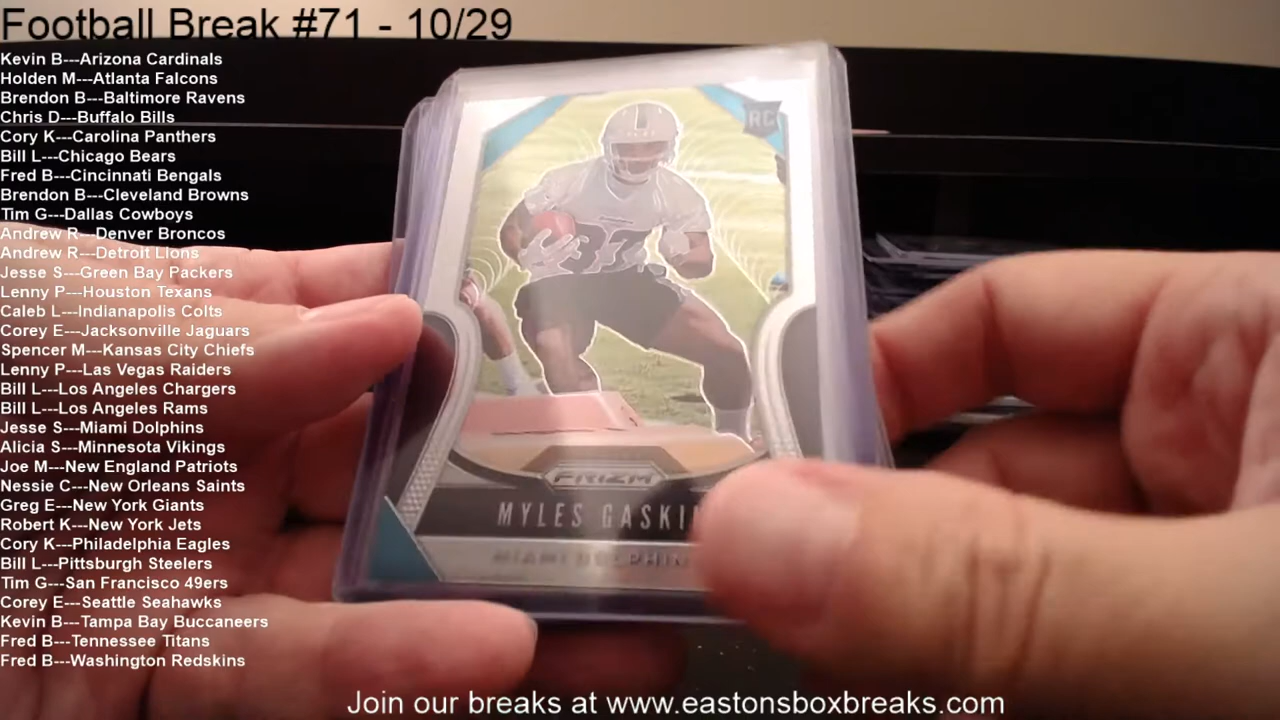 Football Break #71 - 10/29
Kevin B---Arizona Cardinals
Holden M---Atlanta Falcons
Brendon B---Baltimore Ravens
Chris D---Buffalo Bills
Cory K---Carolina Panthers
Bill L---Chicago Bears
Fred B---Cincinnati Bengals
Brendon B---Cleveland Browns
Tim G---Dallas Cowboys
Andrew R---Denver Broncos
Andrew R---Detroit Lions
Jesse S---Green Bay Packers
Lenny P---Houston Texans
Caleb L---Indianapolis Colts
Corey E---Jacksonville Jaguars
Spencer M---Kansas City Chiefs
Lenny P---Las Vegas Raiders
Bill L---Los Angeles Chargers
Bill L---Los Angeles Rams
Jesse S---Miami Dolphins
Alicia S---Minnesota Vikings
Joe M---New England Patriots
Nessie C---New Orleans Saints
Greg E---New York Giants
Robert K---New York Jets
Cory K---Philadelphia Eagles
Bill L---Pittsburgh Steelers
Tim G---San Francisco 49ers
Corey E---Seattle Seahawks
Kevin B---Tampa Bay Buccaneers
Fred B---Tennessee Titans
Fred B---Washington Redskins
RC
37
PRIZM
MYLES GASKIN
MIAMI DOLPHIN
Join our breaks at www.eastonsboxbreaks.com